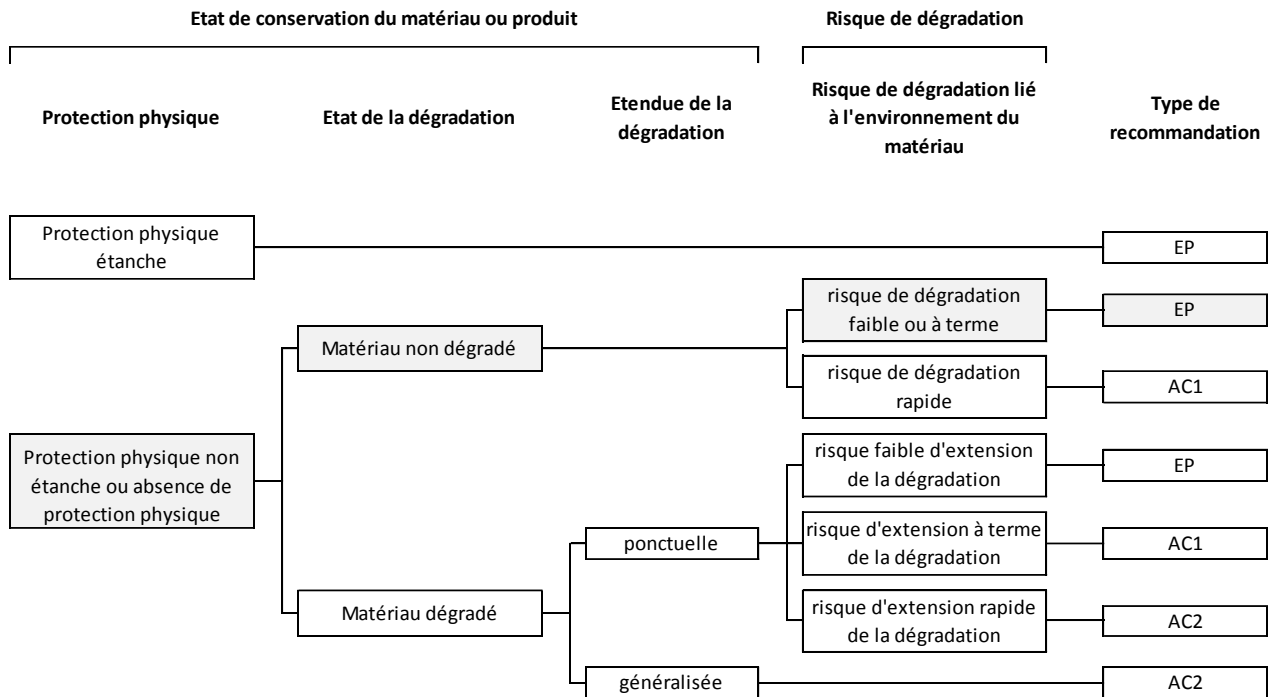 Etat de conservation du matériau ou produit
Risque de dégradation
Protection physique
Etat de la dégradation
Etendue de la
dégradation
Risque de dégradation lié
à l'environnement du
matériau
Type de
recommandation
Protection physique
étanche
EP
risque de dégradation
faible ou à terme
EP
Matériau non dégradé
risque de dégradation
rapide
AC1
Protection physique non
étanche ou absence de
protection physique
risque faible d'extension
de la dégradation
EP
ponctuelle
risque d'extension à terme
de la dégradation
AC1
Matériau dégradé
risque d'extension rapide
de la dégradation
AC2
généralisée
AC2